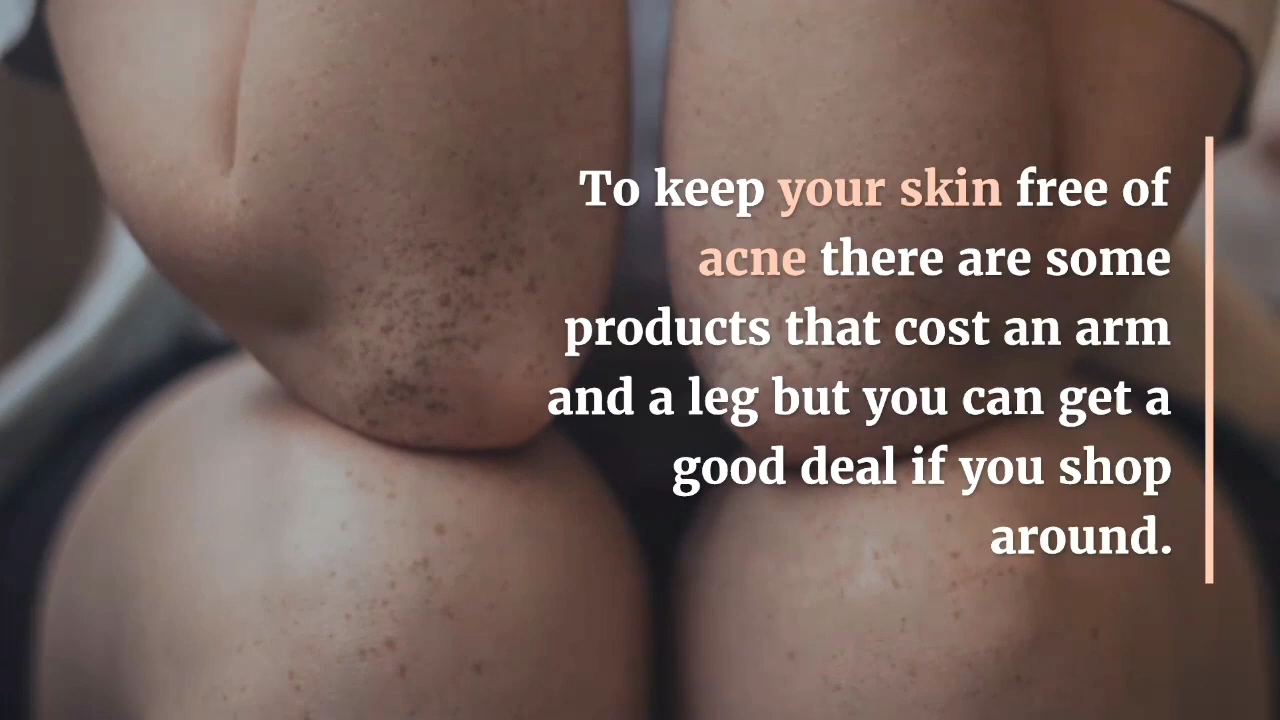 To keep your skin free of
acne there are some
products that cost an arm
and a leg but you can get a
good deal if you shop
around.